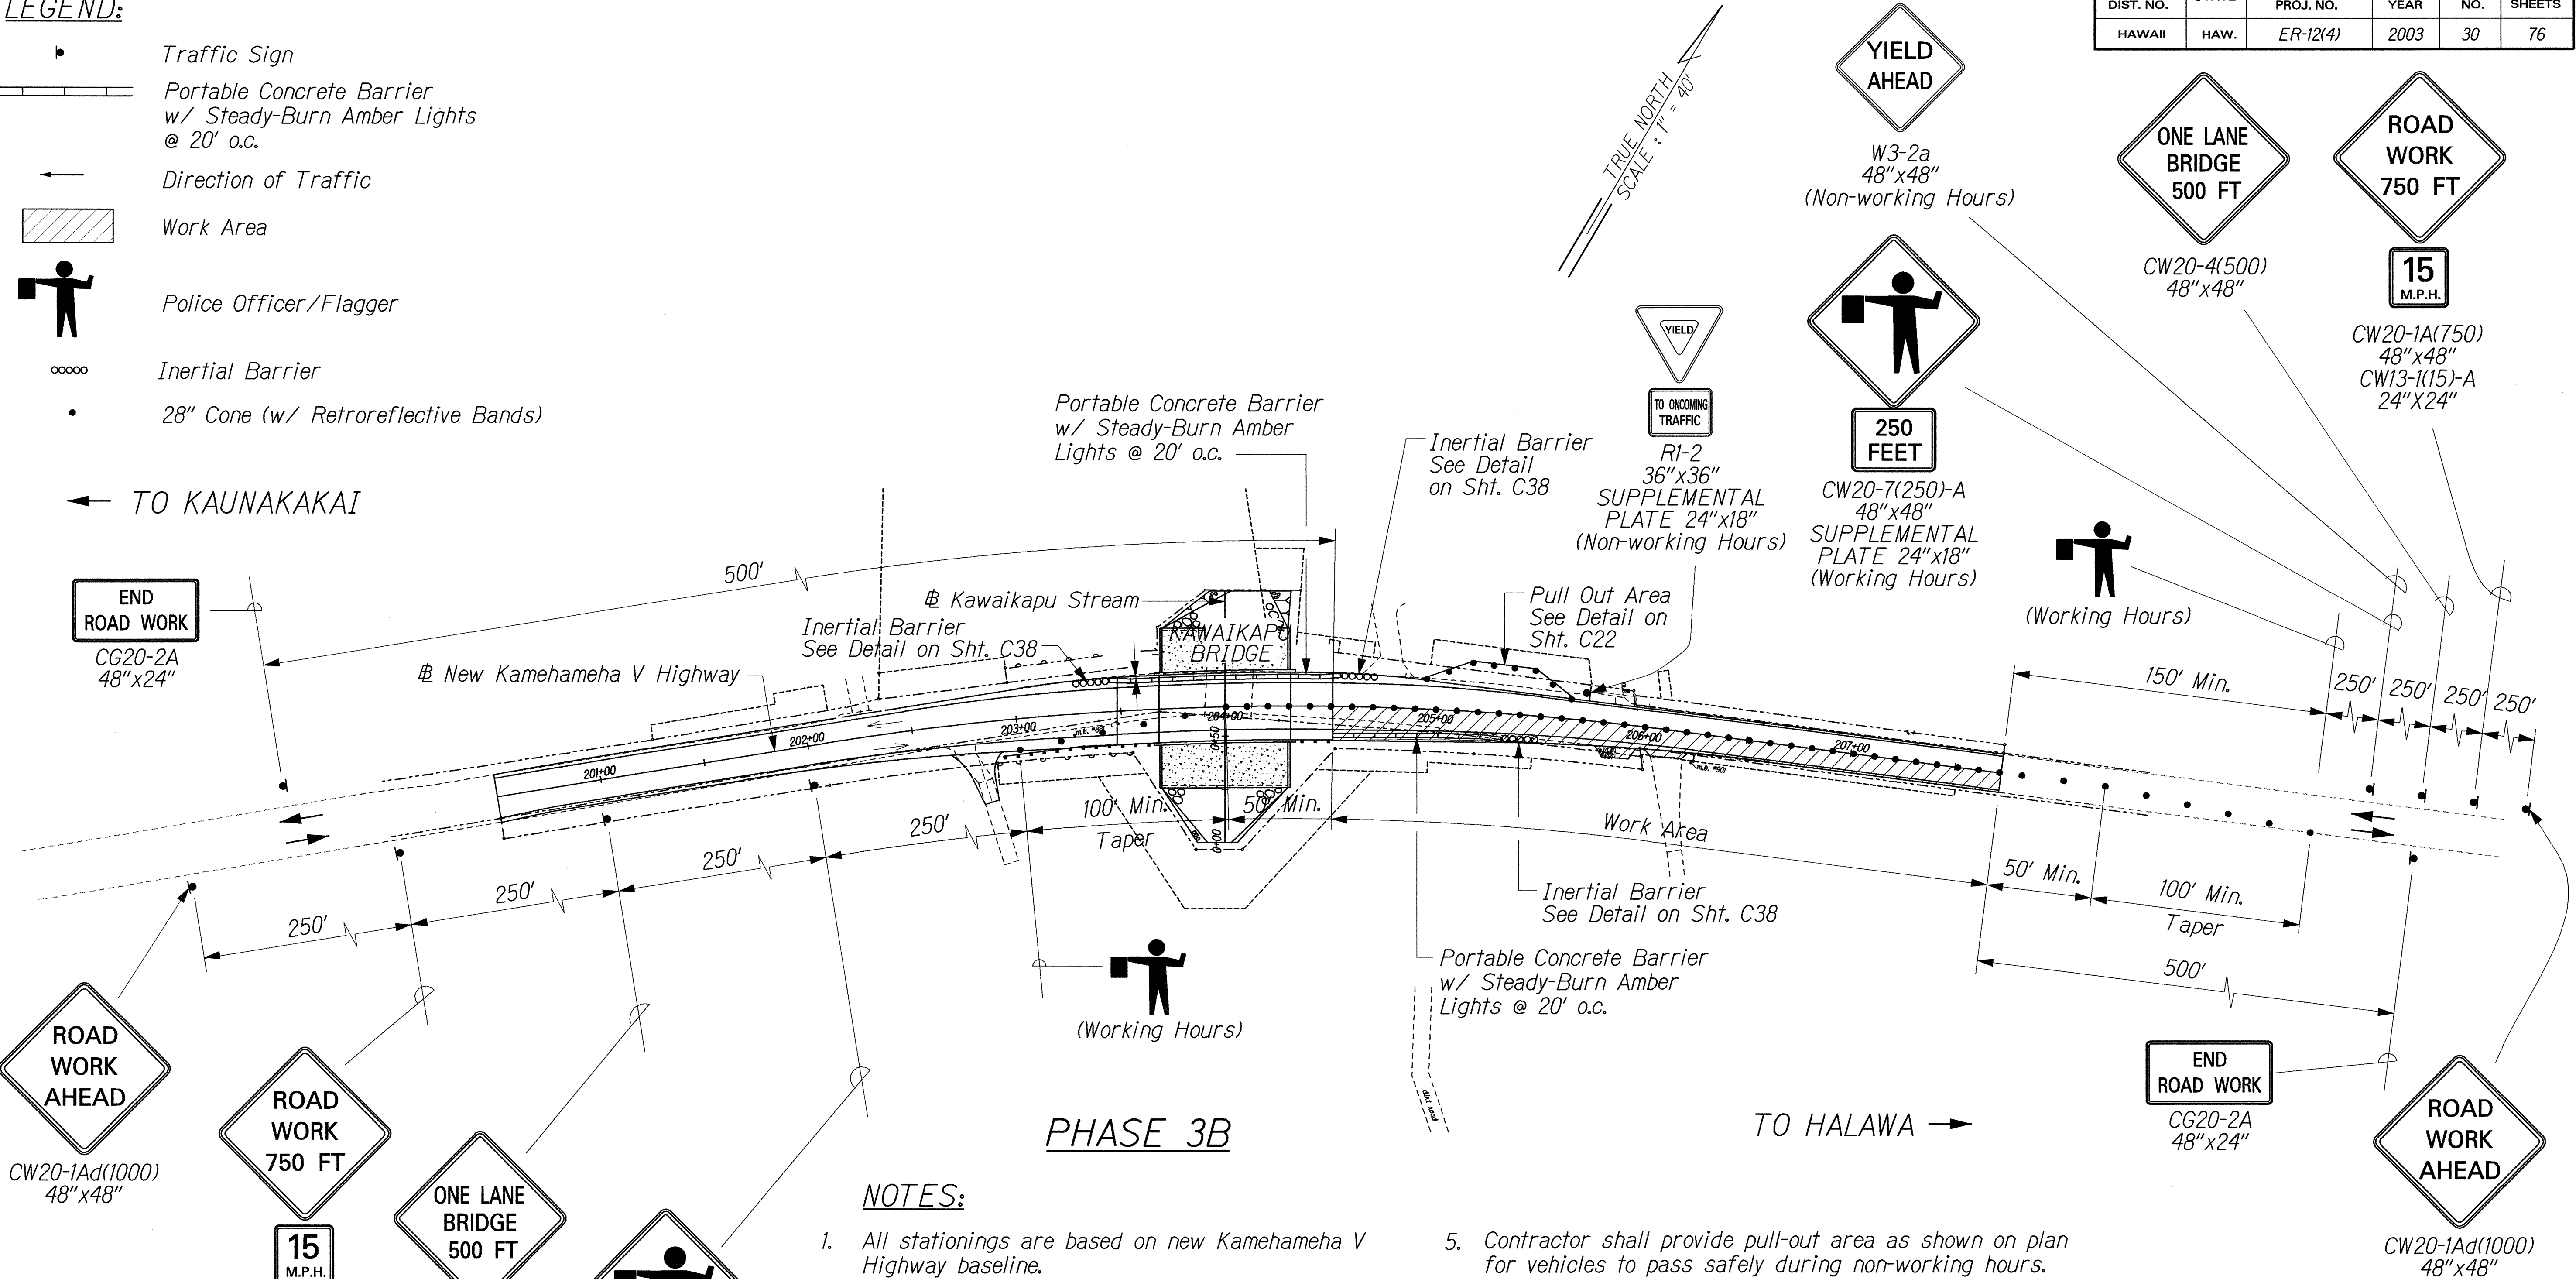 LEGEND:
Traffic Sign
Portable Concrete Barrier
w/ Steady-Burn Amber Lights
@ 20' o.c.
Direction of Traffic
Work Area
Police Officer/Flagger
Inertial Barrier
28" Cone (w/ Retroreflective Bands)
TO KAUNAKAKAI
TRUE NORTH
SCALE : 1" = 40'
DIST. NO.
PROJ. NO.
YEAR
NO.
SHEETS
HAWAII
HAW.
ER-12(4)
2003
30
76
YIELD
AHEAD
W3-2a
48"x48"
(Non-working Hours)
ONE LANE
BRIDGE
500 FT
CW20-4(500)
48"x48"
ROAD
WORK
750 FT
15
M.P.H.
CW20-1A(750)
48"x48"
CW13-1(15)-A
24"X24"
YIELD
TO ONCOMING
TRAFFIC
R1-2
36"x36"
SUPPLEMENTAL
PLATE 24"x18"
(Non-working Hours)
250
FEET
CW20-7(250)-A
48"x48"
SUPPLEMENTAL
PLATE 24"x18"
(Working Hours)
(Working Hours)
Portable Concrete Barrier
w/ Steady-Burn Amber
Lights @ 20' o.c.
Inertial Barrier
See Detail
on Sht. C38
Pull Out Area
See Detail on
Sht. C22
500'
END
ROAD WORK
CG20-2A
48"x24"
Kawaikapu Stream
Inertial Barrier
See Detail on Sht. C38
KAWAIKAPU
BRIDGE
New Kamehameha V Highway
150' Min.
250'
250'
250'
250'
201+00
202+00
203+00
204+00
205+00
206+00
207+00
0+50
0+00
250'
250'
250'
250'
100' Min.
Taper
50' Min.
Work Area
50' Min.
100' Min.
Taper
500'
Inertial Barrier
See Detail on Sht. C38
Portable Concrete Barrier
w/ Steady-Burn Amber
Lights @ 20' o.c.
(Working Hours)
ROAD
WORK
AHEAD
CW20-1Ad(1000)
48"x48"
ROAD
WORK
750 FT
15
M.P.H.
ONE LANE
BRIDGE
500 FT
PHASE 3B
TO HALAWA
END
ROAD WORK
CG20-2A
48"x24"
ROAD
WORK
AHEAD
CW20-1Ad(1000)
48"x48"
NOTES:
1. All stationings are based on new Kamehameha V
Highway baseline.
5. Contractor shall provide pull-out area as shown on plan
for vehicles to pass safely during non-working hours.